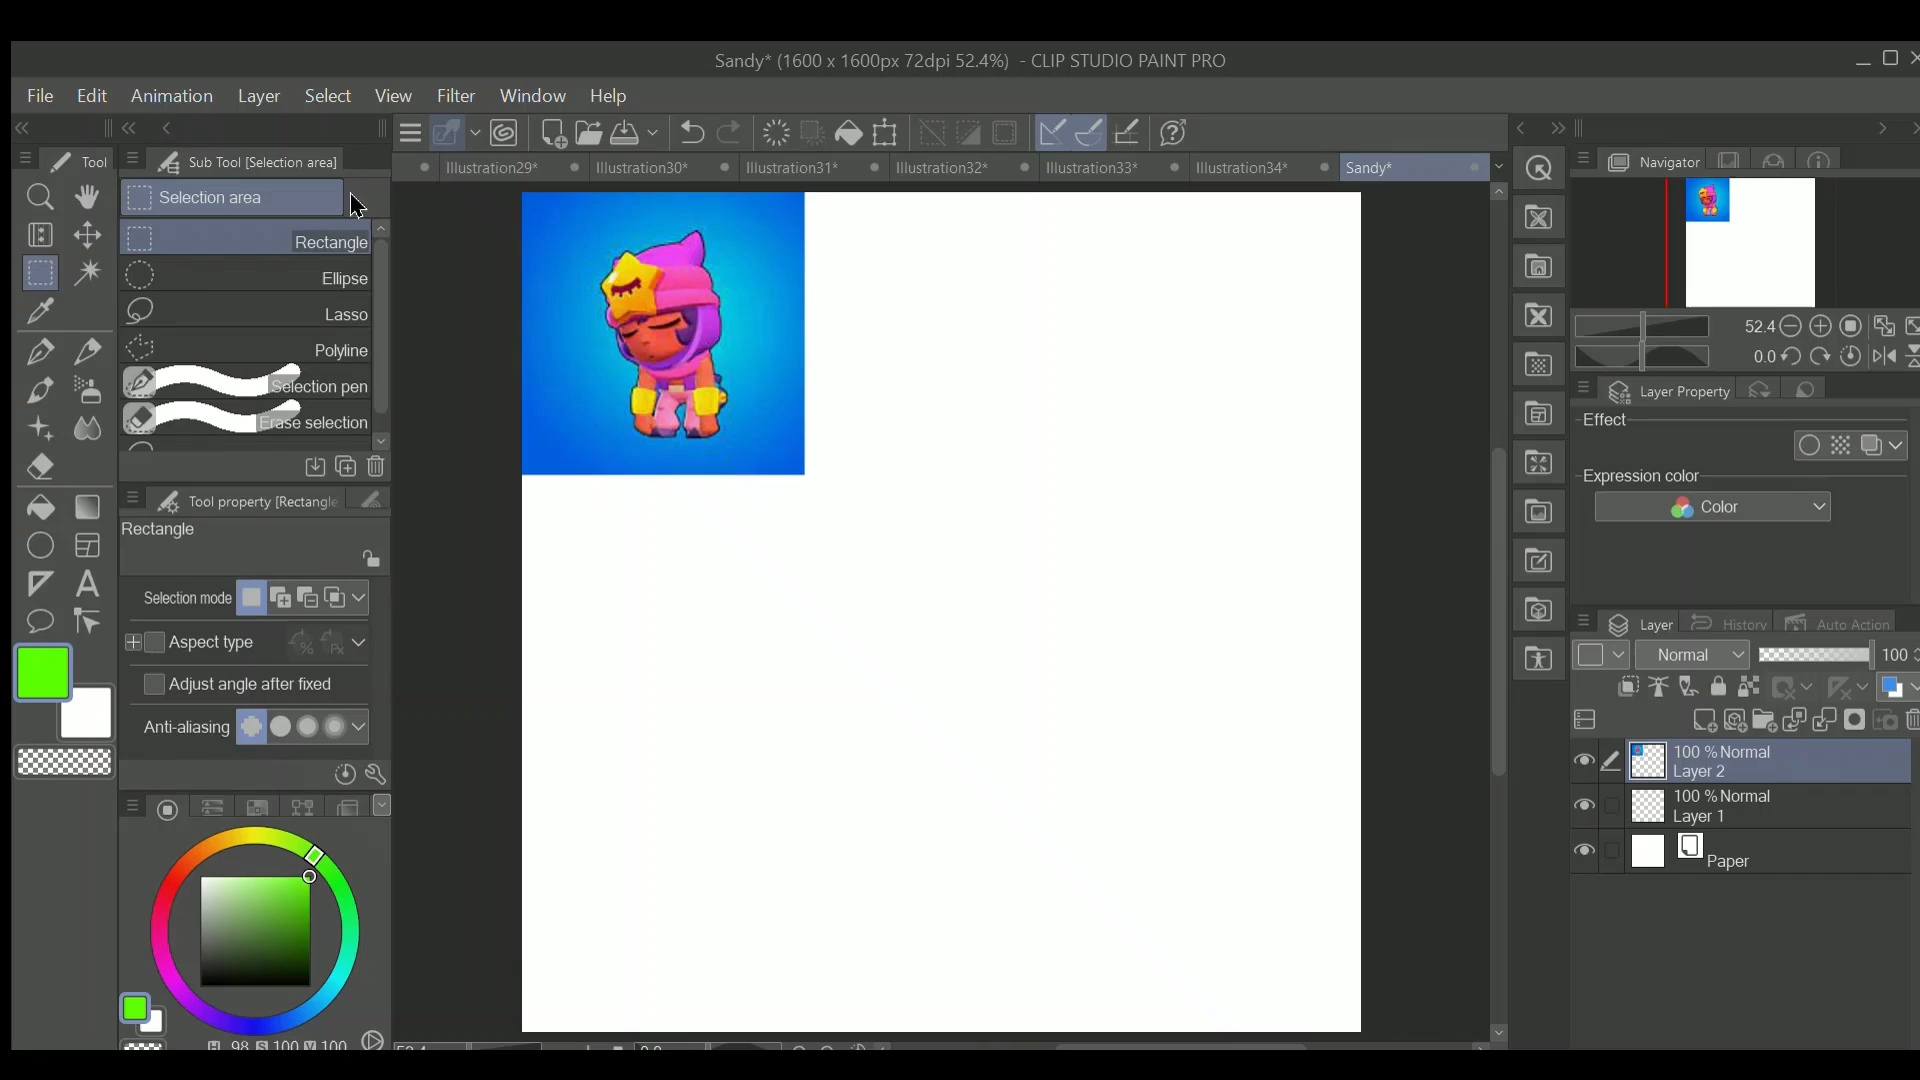 Sandy* (1600 x 1600px 72dpi 52.4%) - CLIP STUDIO PAINT PRO
File Edit Animation Layer Select View Filter Window Help
Illustration29* Illustration30* Illustration31* Illustration32* Illustration33* Illustration34* Sandy*
Tool
Sub Tool [Selection area]
Selection area
Rectangle
Ellipse
Lasso
Polyline
Selection pen
Erase selection
Tool property [Rectangle
Rectangle
Selection mode
Aspect type
Adjust angle after fixed
Anti-aliasing
H 98 S 100 V 100
Navigator
52.4
0.0
Layer Property
Effect
Expression color
Color
Layer History Auto Action
Normal 100
100 % Normal
Layer 2
100 % Normal
Layer 1
Paper